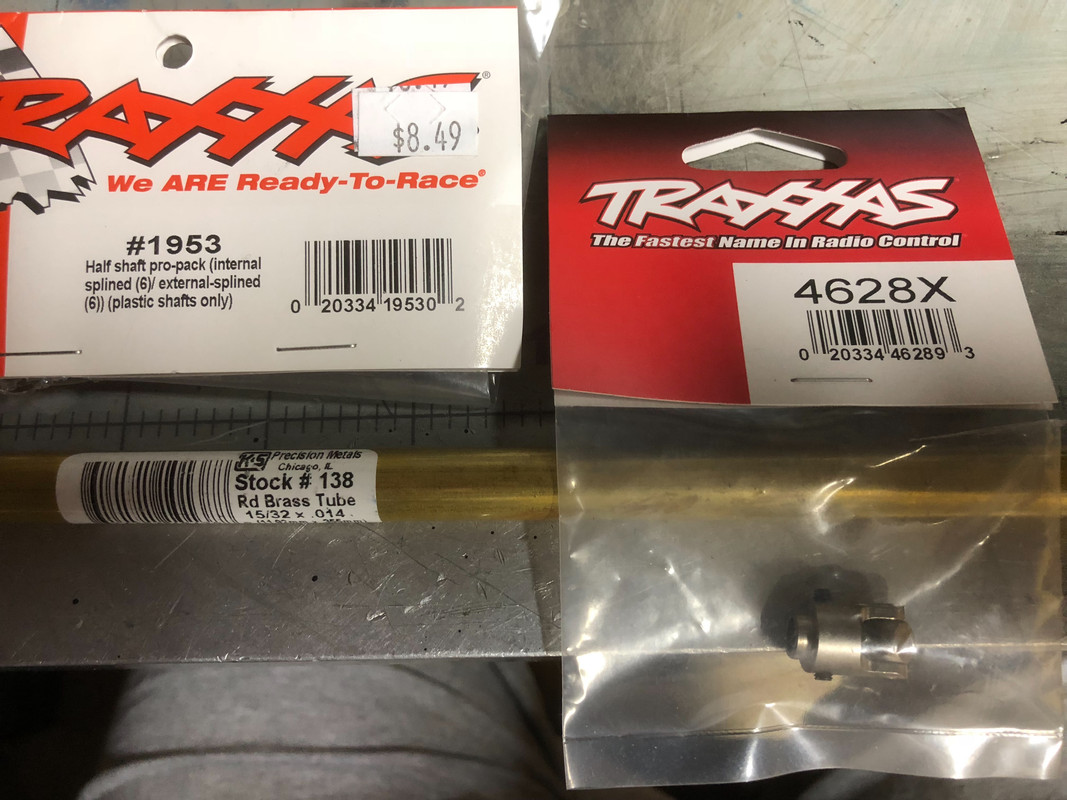 TRAXXAS®
$8.49
We ARE Ready-To-Race®
#1953
Half shaft pro-pack (internal
splined (6)/ external-splined
(6)) (plastic shafts only)
0 20334 19530 2
TRAXXAS
The Fastest Name In Radio Control
4628X
0 20334 46289 3
K&S Precision Metals
Chicago, IL
Stock # 138
Rd Brass Tube
15/32 x .014